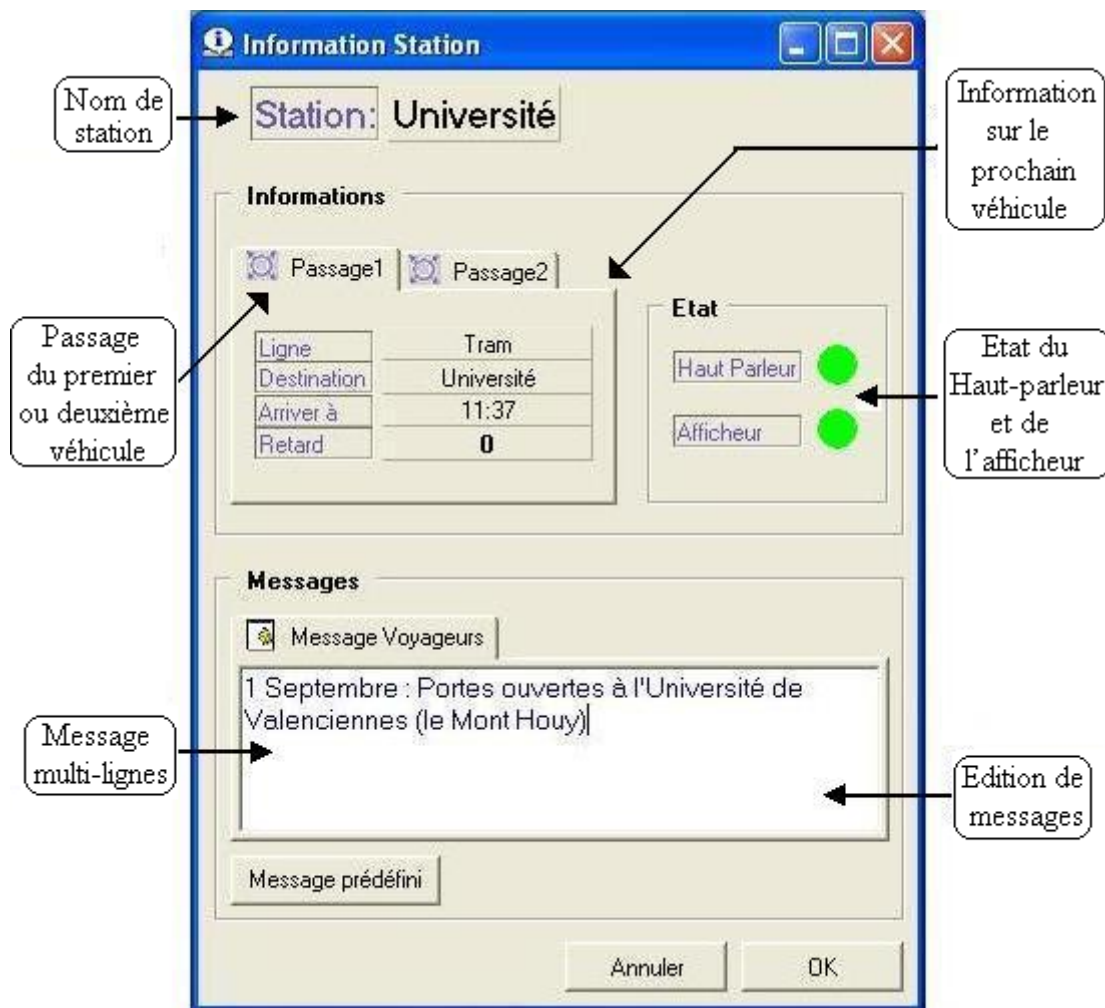 Information Station
Nom de
station
Station: Université
Information
sur le
prochain
véhicule
Informations
Passage1 Passage2
Passage
du premier
ou deuxième
véhicule
Ligne Tram
Destination Université
Arriver à 11:37
Retard 0
Etat
Haut Parleur
Afficheur
Etat du
Haut-parleur
et de
l'afficheur
Messages
Message Voyageurs
1 Septembre : Portes ouvertes à l'Université de
Valenciennes (le Mont Houy)
Message
multi-lignes
Edition de
messages
Message prédéfini
Annuler OK